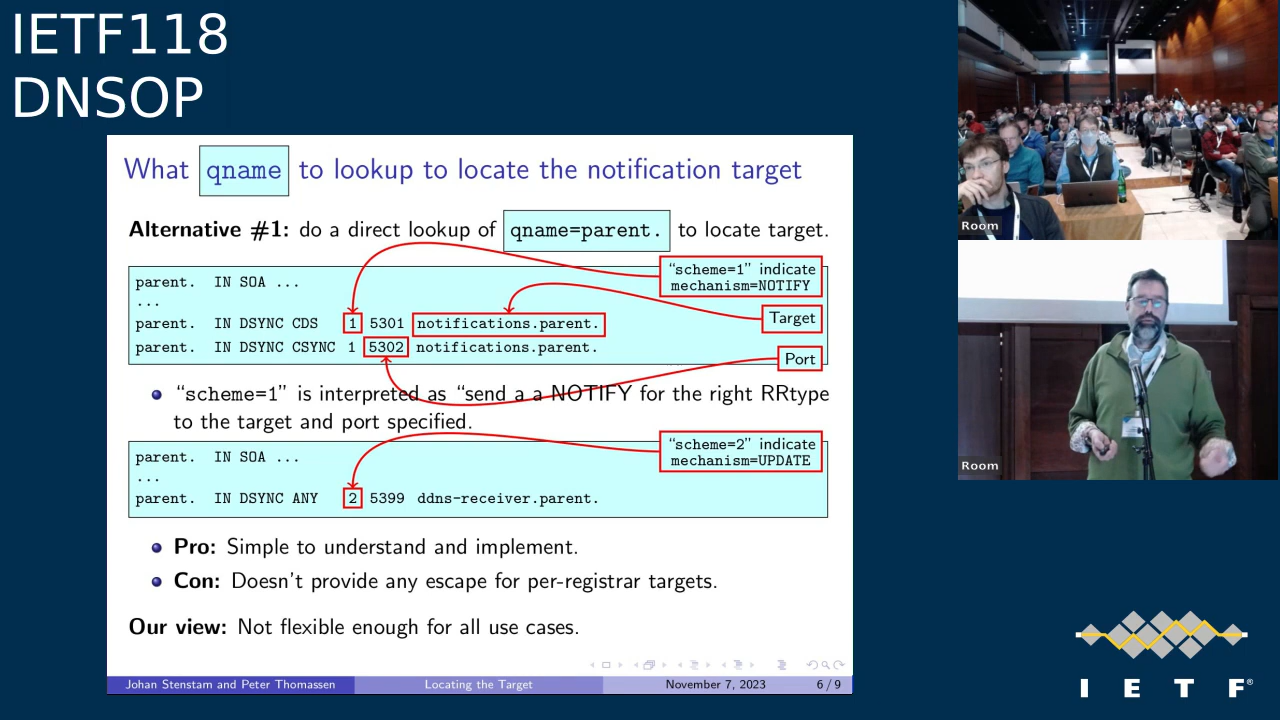 IETF118
DNSOP
What qname to lookup to locate the notification target
Alternative #1: do a direct lookup of qname=parent. to locate target.
"scheme=1" indicate
mechanism=NOTIFY
parent. IN SOA ...
...
Target
parent. IN DSYNC CDS 1 5301 notifications.parent.
parent. IN DSYNC CSYNC 1 5302 notifications.parent.
Port
"scheme=1" is interpreted as "send a a NOTIFY for the right RRtype
to the target and port specified.
"scheme=2" indicate
mechanism=UPDATE
parent. IN SOA ...
...
parent. IN DSYNC ANY 2 5399 ddns-receiver.parent.
Pro: Simple to understand and implement.
Con: Doesn't provide any escape for per-registrar targets.
Our view: Not flexible enough for all use cases.
Johan Stenstam and Peter Thomassen Locating the Target November 7, 2023 6 / 9
Room
Room
I E T F®